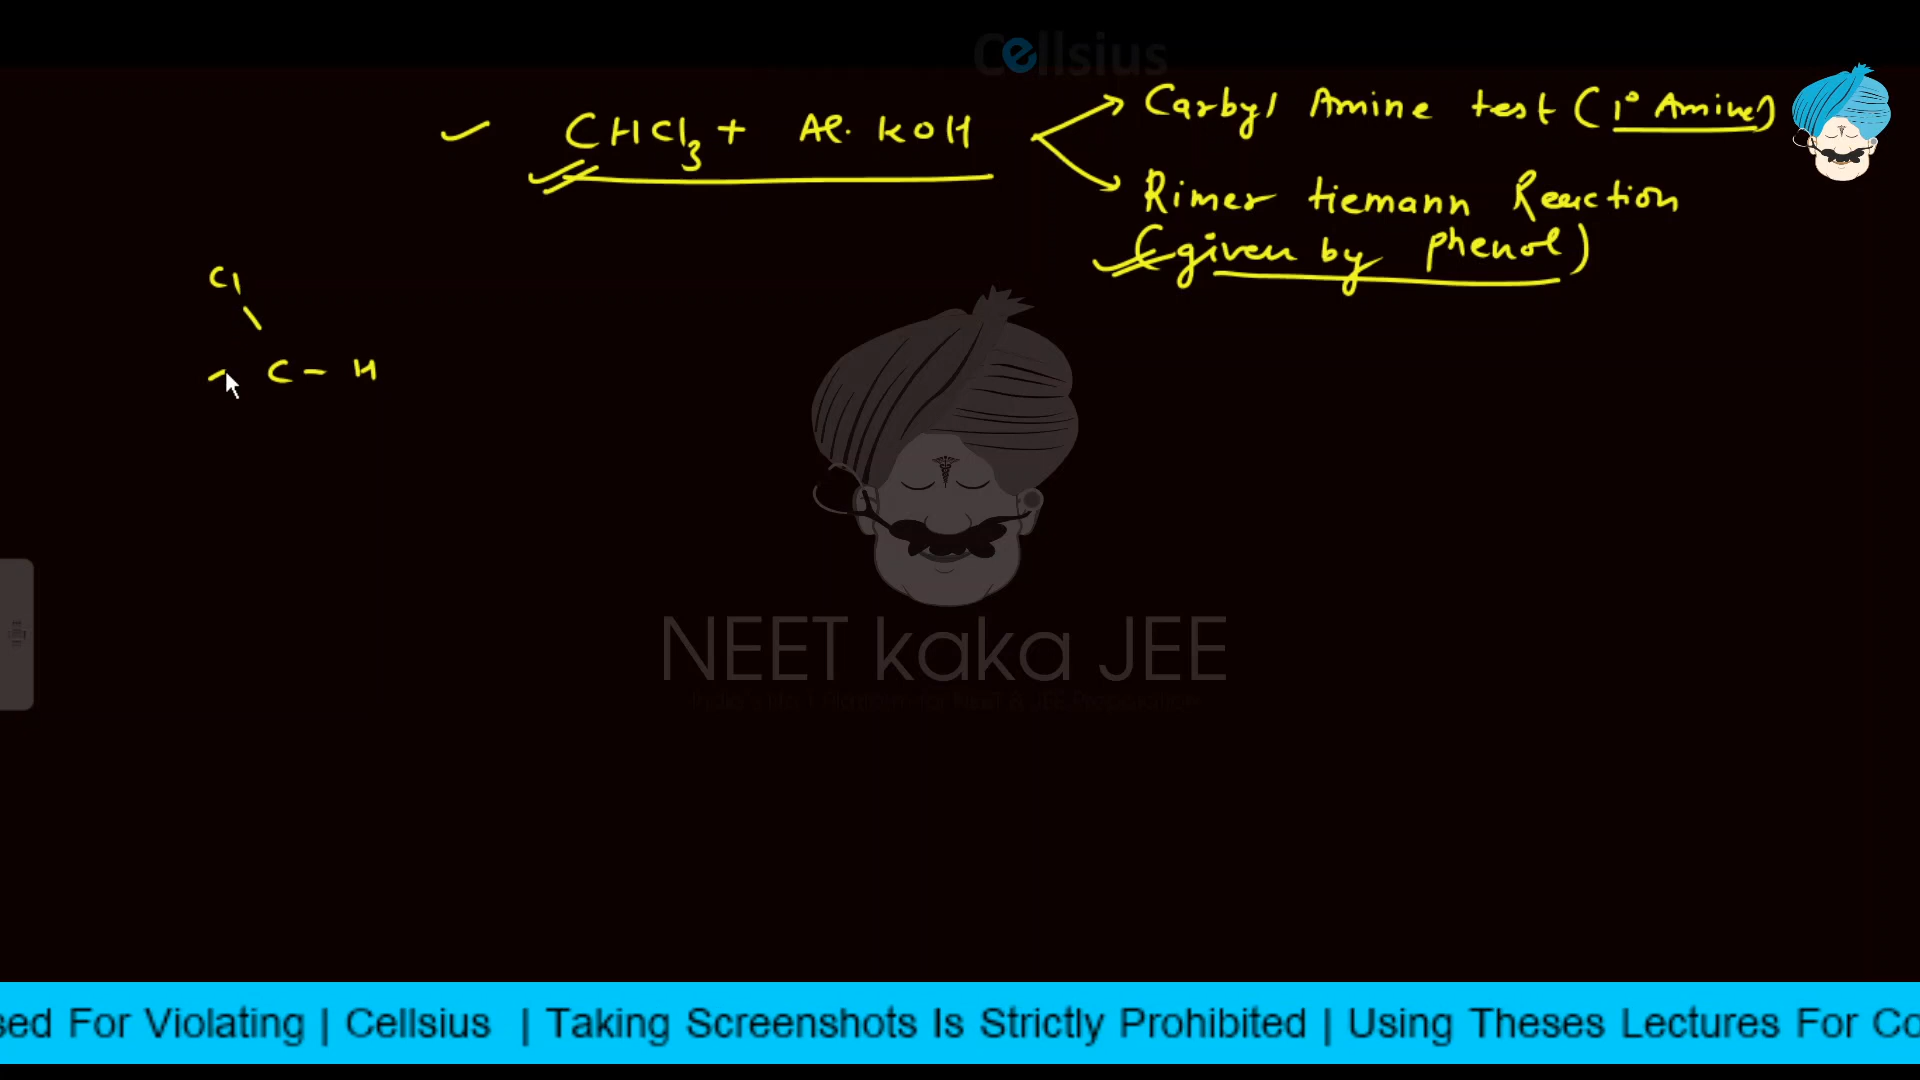 Cellsius
CHCl3 + Al. KOH
Carbyl Amine test (1° Amine)
Rimer tiemann Reaction
(given by phenol)
Cl
C - H
NEET kaka JEE
sed For Violating | Cellsius | Taking Screenshots Is Strictly Prohibited | Using Theses Lectures For Co